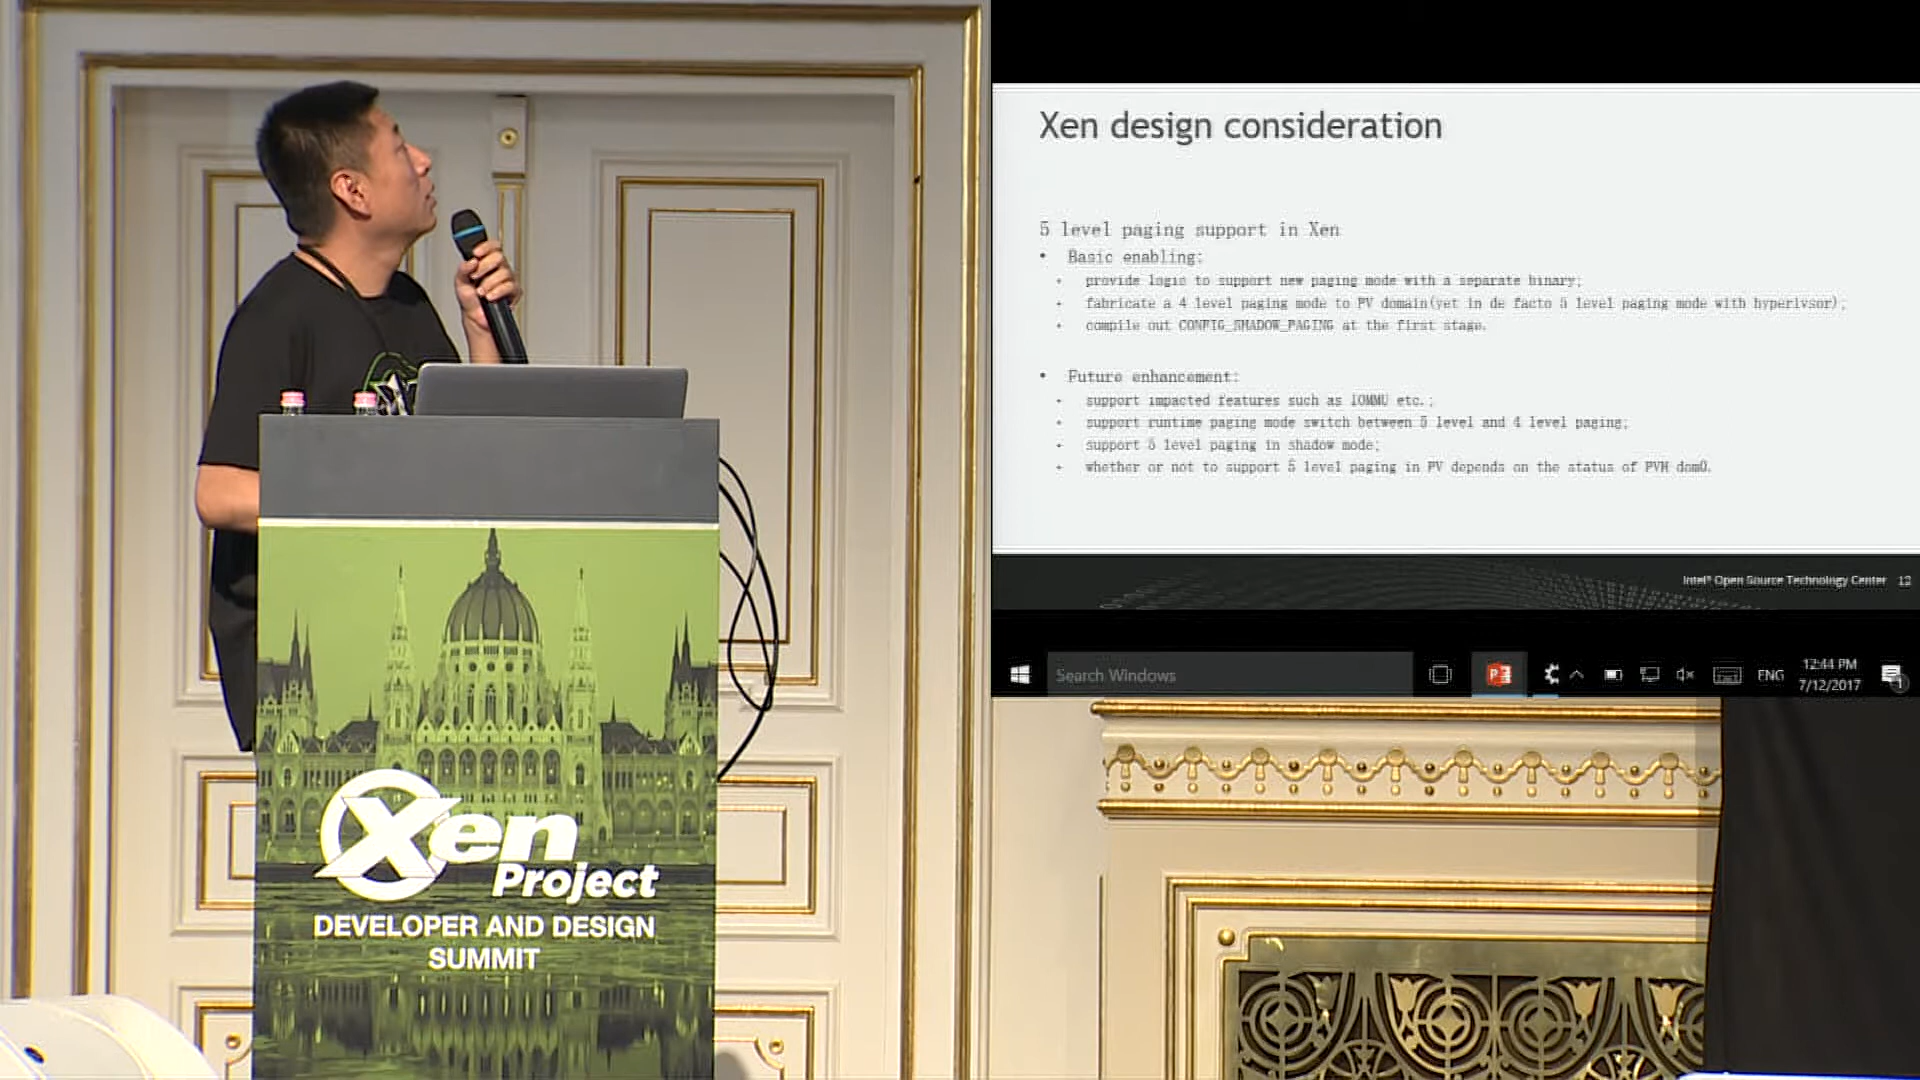 Xen design consideration
5 level paging support in Xen
• Basic enabling:
provide logic to support new paging mode with a separate binary;
fabricate a 4 level paging mode to PV domain(yet in de facto 5 level paging mode with hyperivsor);
compile out CONFIG_SHADOW_PAGING at the first stage.
• Future enhancement:
support impacted features such as IOMMU etc.;
support runtime paging mode switch between 5 level and 4 level paging;
support 5 level paging in shadow mode;
whether or not to support 5 level paging in PV depends on the status of PVH dom0.
Intel® Open Source Technology Center 12
Search Windows
ENG
12:44 PM
7/12/2017
1
Xen
Project
DEVELOPER AND DESIGN
SUMMIT